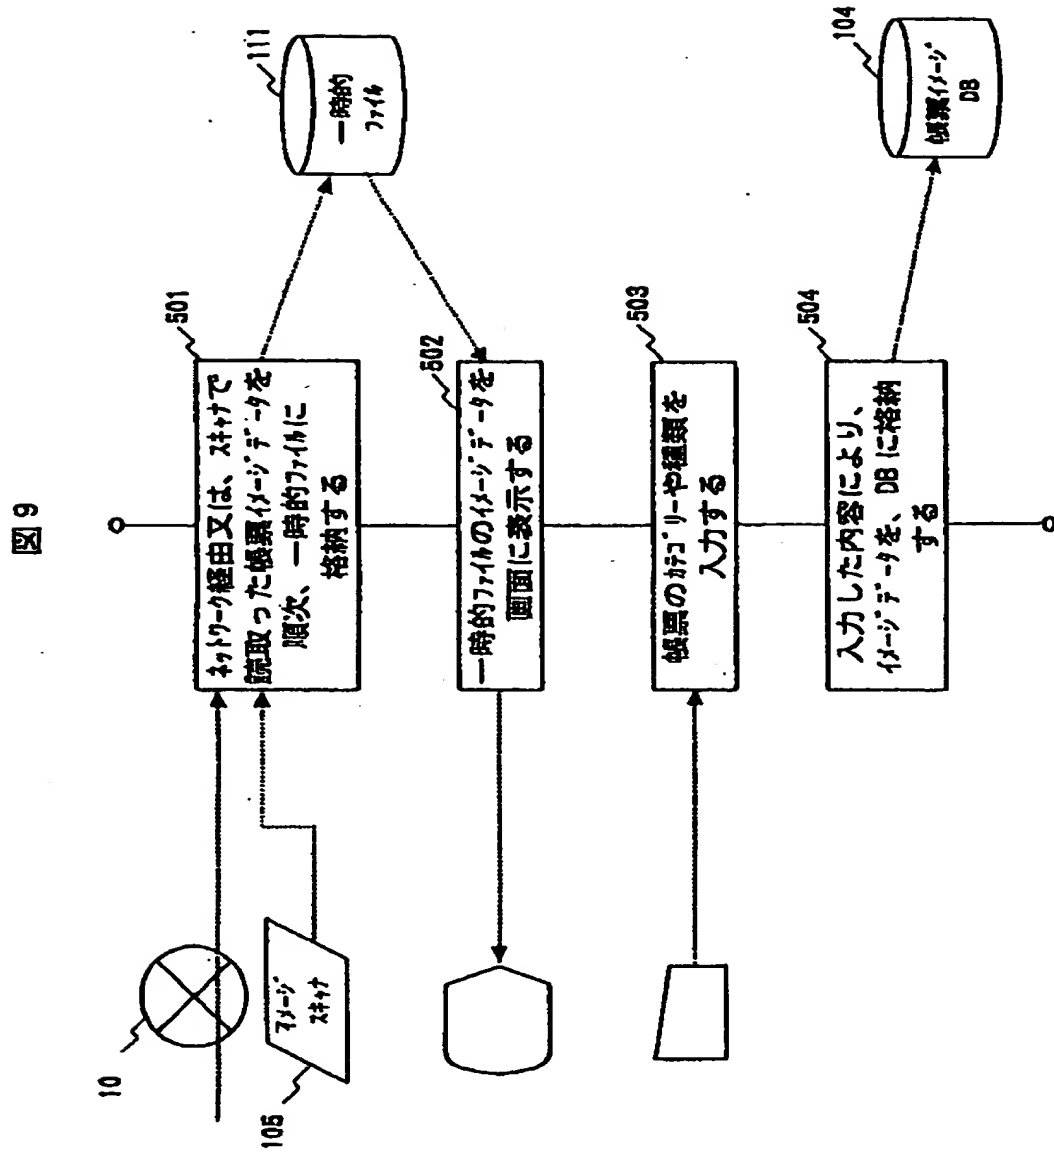 図9
10
105
イメージ
スキャナ
501
ネットワーク経由又は、スキャナで
読取った帳票イメージデータを
順次、一時的ファイルに
格納する
111
一時的
ファイル
502
一時的ファイルのイメージデータを
画面に表示する
503
帳票のカテゴリーや種類を
入力する
504
入力した内容により、
イメージデータを、DBに格納
する
104
帳票イメージ
DB